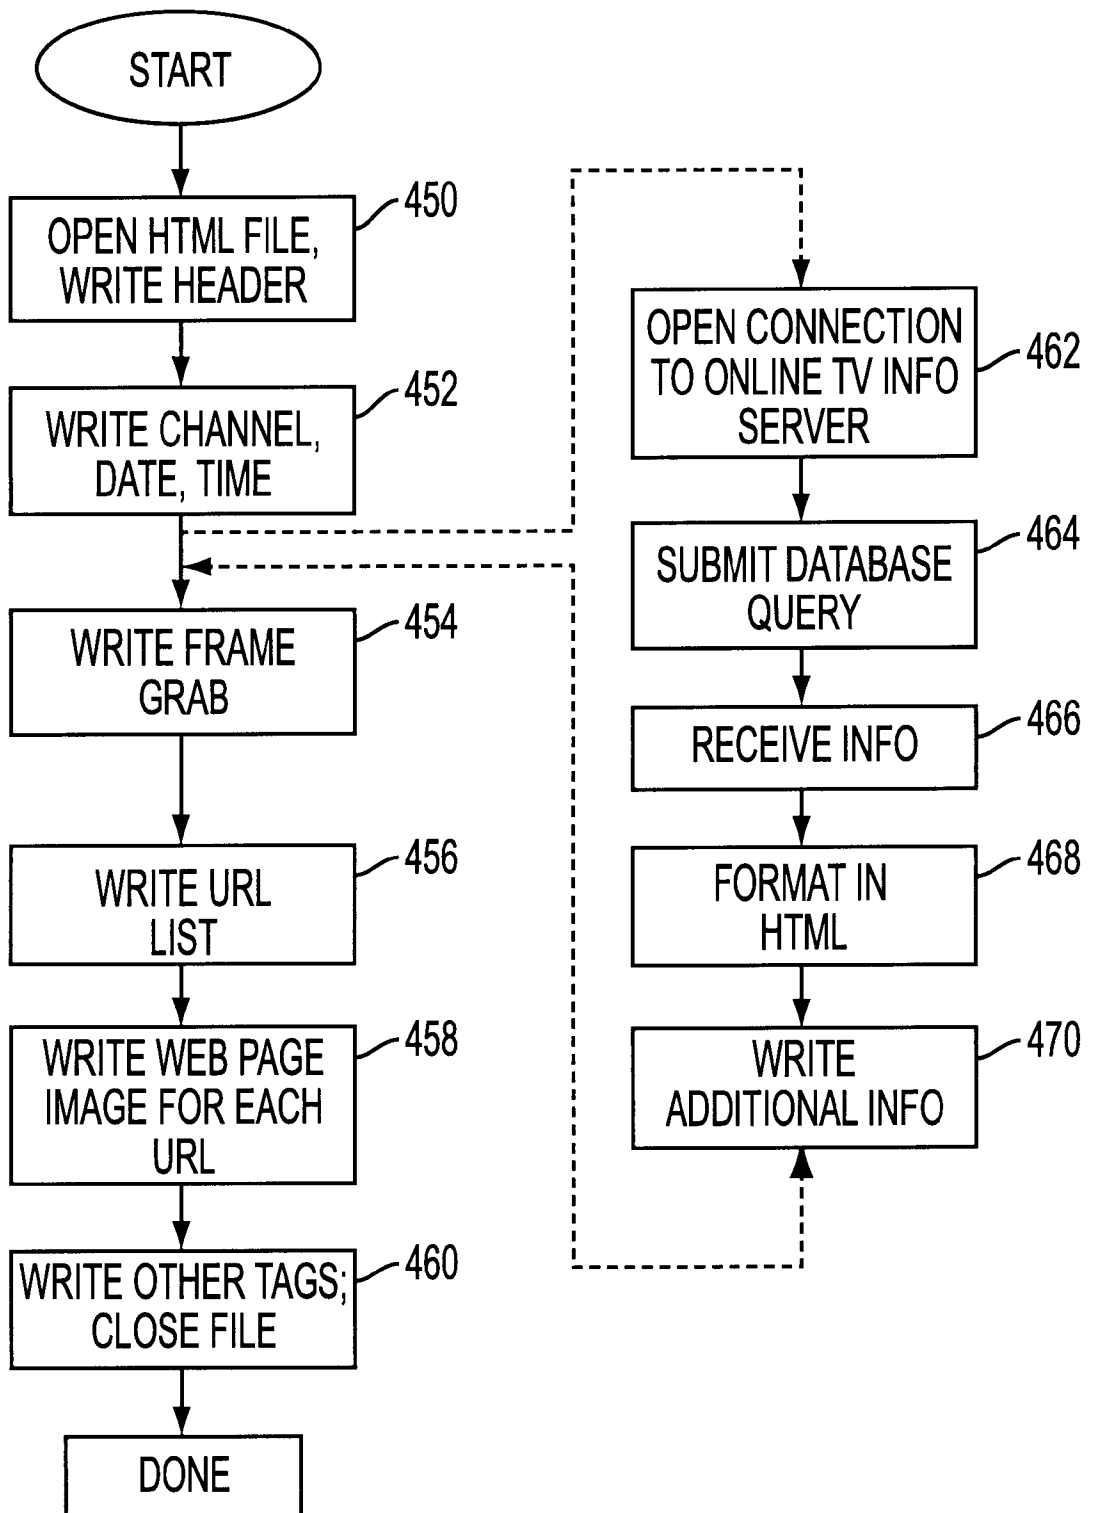 START
450
OPEN HTML FILE,
WRITE HEADER
452
WRITE CHANNEL,
DATE, TIME
454
WRITE FRAME
GRAB
456
WRITE URL
LIST
458
WRITE WEB PAGE
IMAGE FOR EACH
URL
460
WRITE OTHER TAGS;
CLOSE FILE
DONE
462
OPEN CONNECTION
TO ONLINE TV INFO
SERVER
464
SUBMIT DATABASE
QUERY
466
RECEIVE INFO
468
FORMAT IN
HTML
470
WRITE
ADDITIONAL INFO